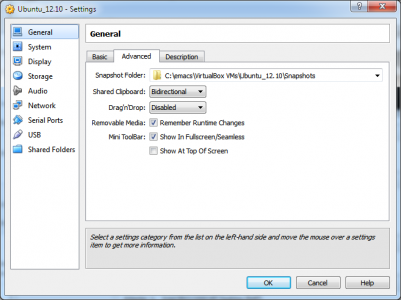 Ubuntu_12.10 - Settings
General
System
Display
Storage
Audio
Network
Serial Ports
USB
Shared Folders
General
Basic Advanced Description
Snapshot Folder: C:\emacs\VirtualBox VMs\Ubuntu_12.10\Snapshots
Shared Clipboard: Bidirectional
Drag'n'Drop: Disabled
Removable Media: Remember Runtime Changes
Mini ToolBar: Show In Fullscreen/Seamless
Show At Top Of Screen
Select a settings category from the list on the left-hand side and move the mouse over a settings
item to get more information.
OK Cancel Help